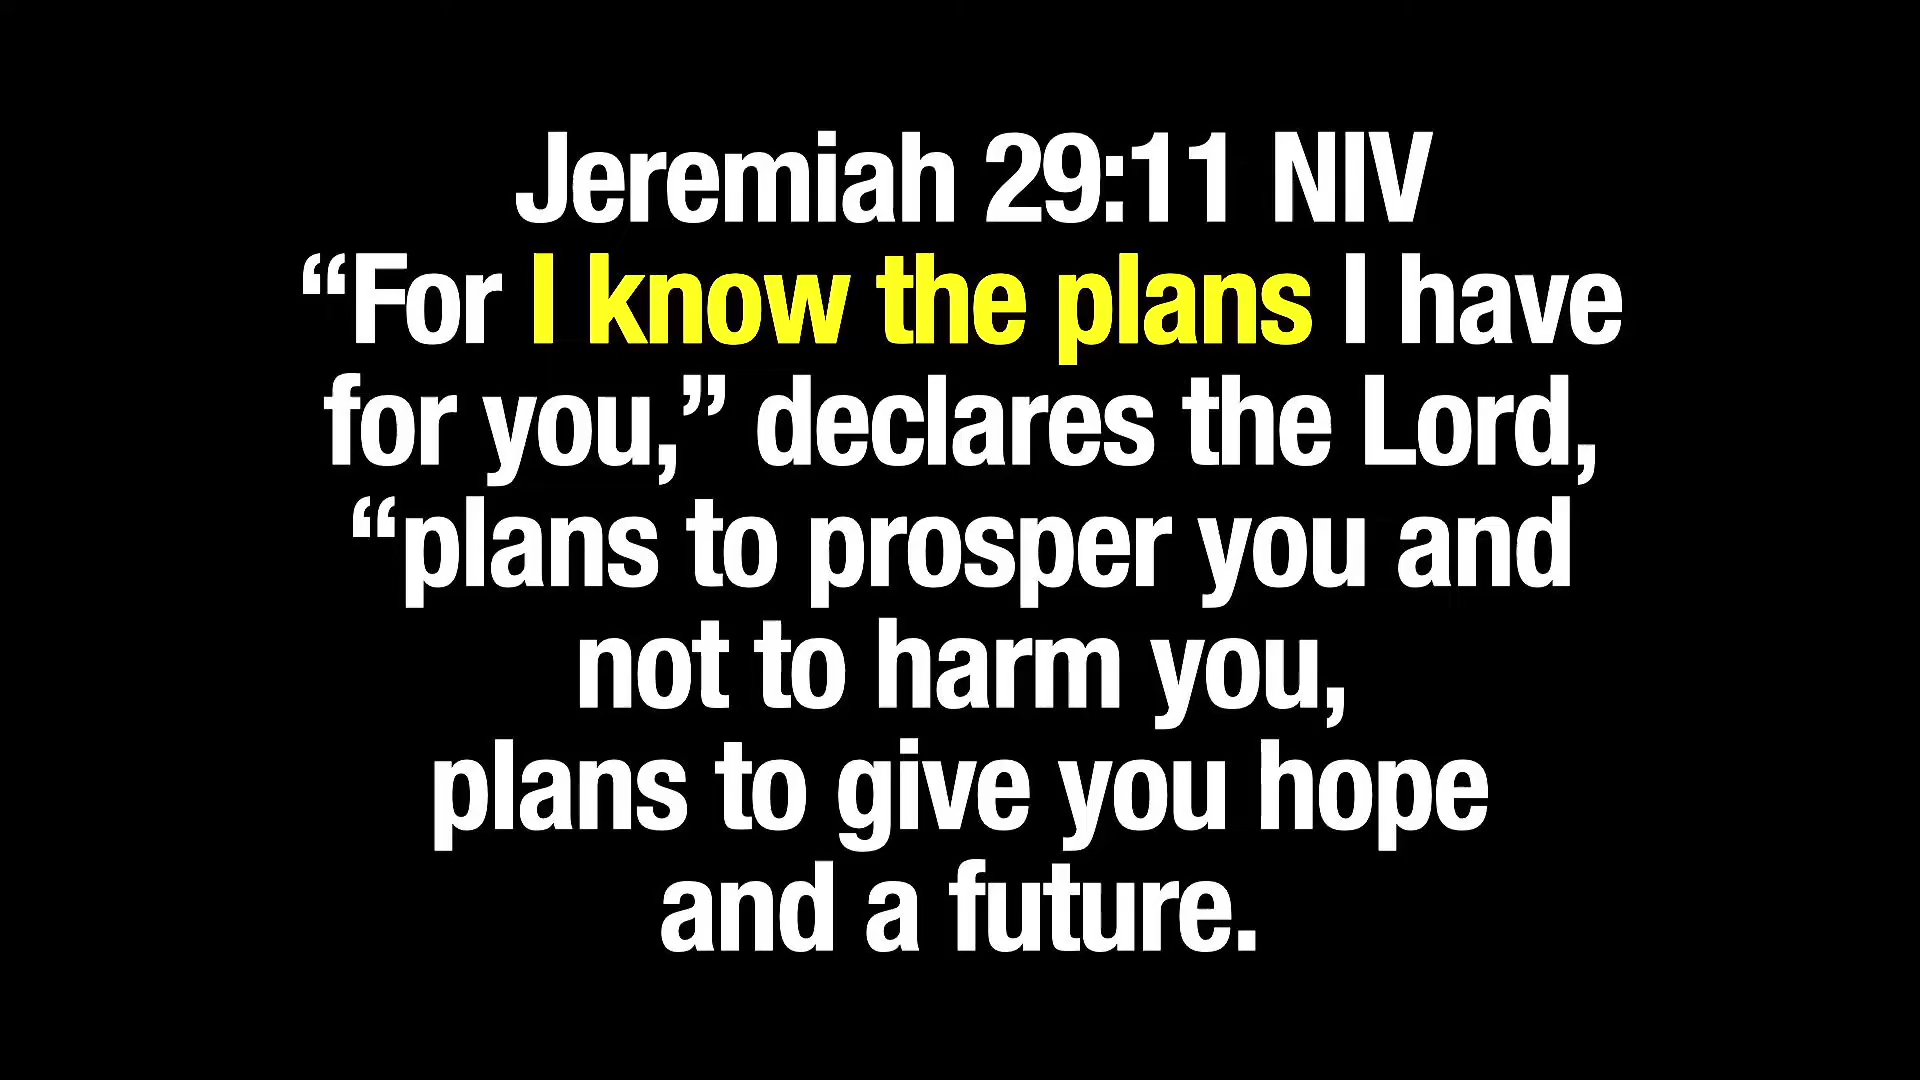 Jeremiah 29:11 NIV
“For I know the plans I have
for you,” declares the Lord,
“plans to prosper you and
not to harm you,
plans to give you hope
and a future.